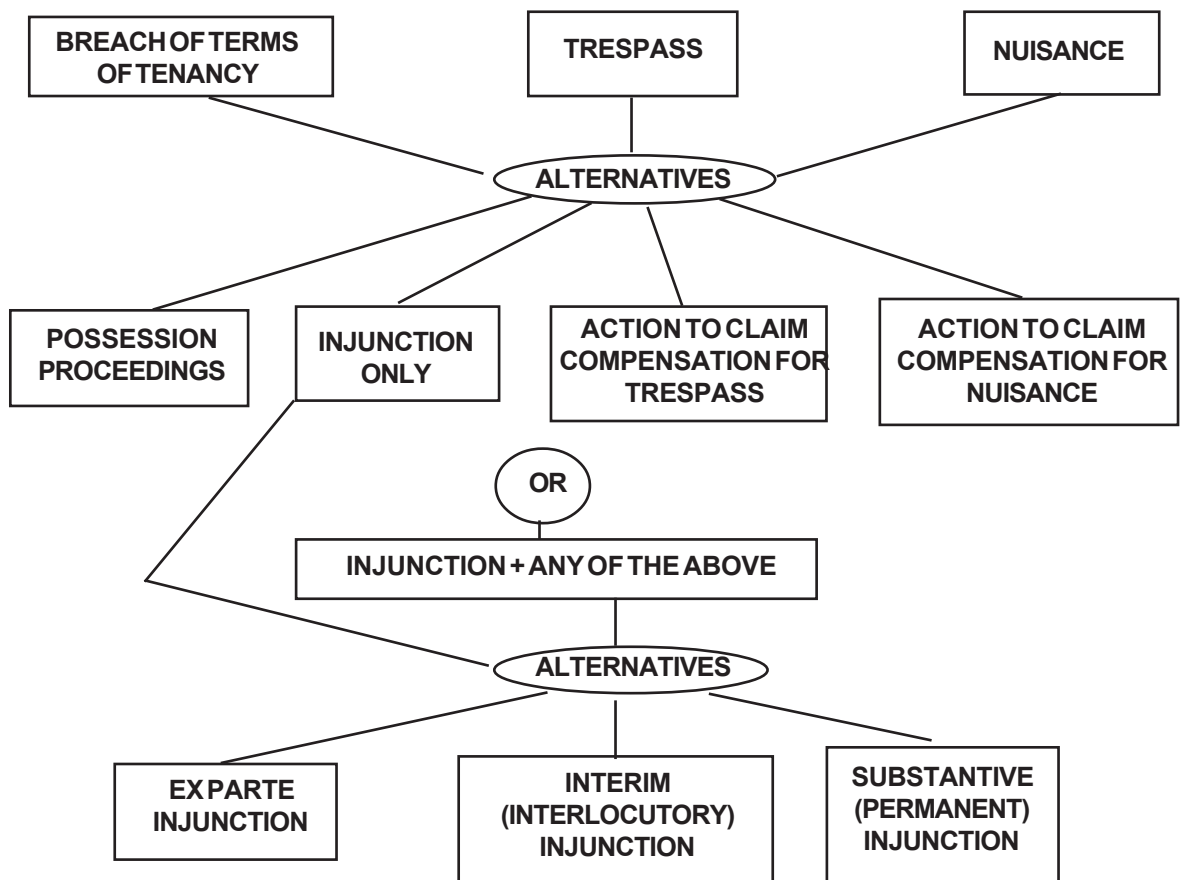 BREACH OF TERMS
OF TENANCY
TRESPASS
NUISANCE
ALTERNATIVES
POSSESSION
PROCEEDINGS
INJUNCTION
ONLY
ACTION TO CLAIM
COMPENSATION FOR
TRESPASS
ACTION TO CLAIM
COMPENSATION FOR
NUISANCE
OR
INJUNCTION + ANY OF THE ABOVE
ALTERNATIVES
EX PARTE
INJUNCTION
INTERIM
(INTERLOCUTORY)
INJUNCTION
SUBSTANTIVE
(PERMANENT)
INJUNCTION